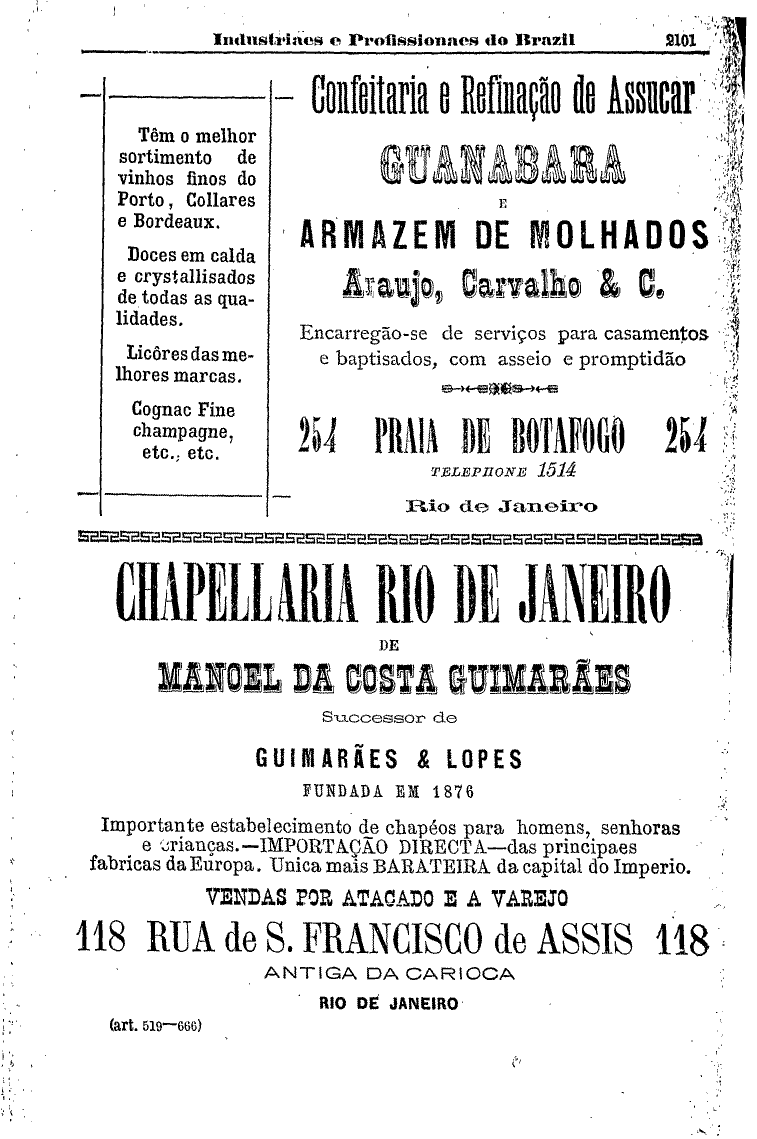 Industriaes e Profissionaes do Brazil 2101
Têm o melhor
sortimento de
vinhos finos do
Porto, Collares
e Bordeaux.
Doces em calda
e crystallisados
de todas as qua-
lidades.
Licôres das me-
lhores marcas.
Cognac Fine
champagne,
etc., etc.
Confeitaria e Refinação de Assucar
GUANABARA
E
ARMAZEM DE MOLHADOS
Araujo, Carvalho & C.
Encarregão-se de serviços para casamentos
e baptisados, com asseio e promptidão
254 PRAIA DE BOTAFOGO 254
TELEPHONE 1514
Rio de Janeiro
CHAPELLARIA RIO DE JANEIRO
DE
MANOEL DA COSTA GUIMARÃES
Successor de
GUIMARÃES & LOPES
FUNDADA EM 1876
Importante estabelecimento de chapéos para homens, senhoras
e crianças.—IMPORTAÇÃO DIRECTA—das principaes
fabricas da Europa. Unica mais BARATEIRA da capital do Imperio.
VENDAS POR ATACADO E A VAREJO
118 RUA de S. FRANCISCO de ASSIS 118
ANTIGA DA CARIOCA
RIO DE JANEIRO
(art. 519—666)